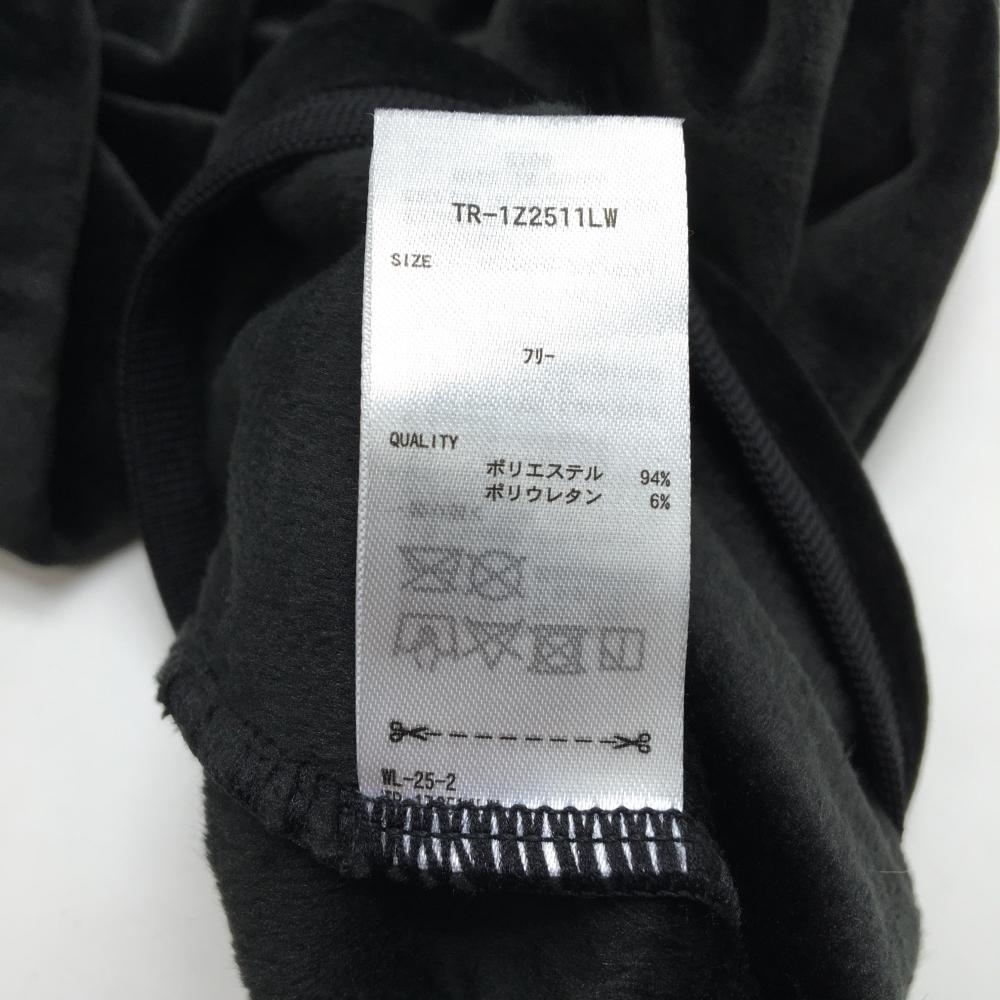 TR-1Z2511LW
SIZE
フリー
QUALITY
ポリエステル 94%
ポリウレタン 6%
WL-25-2